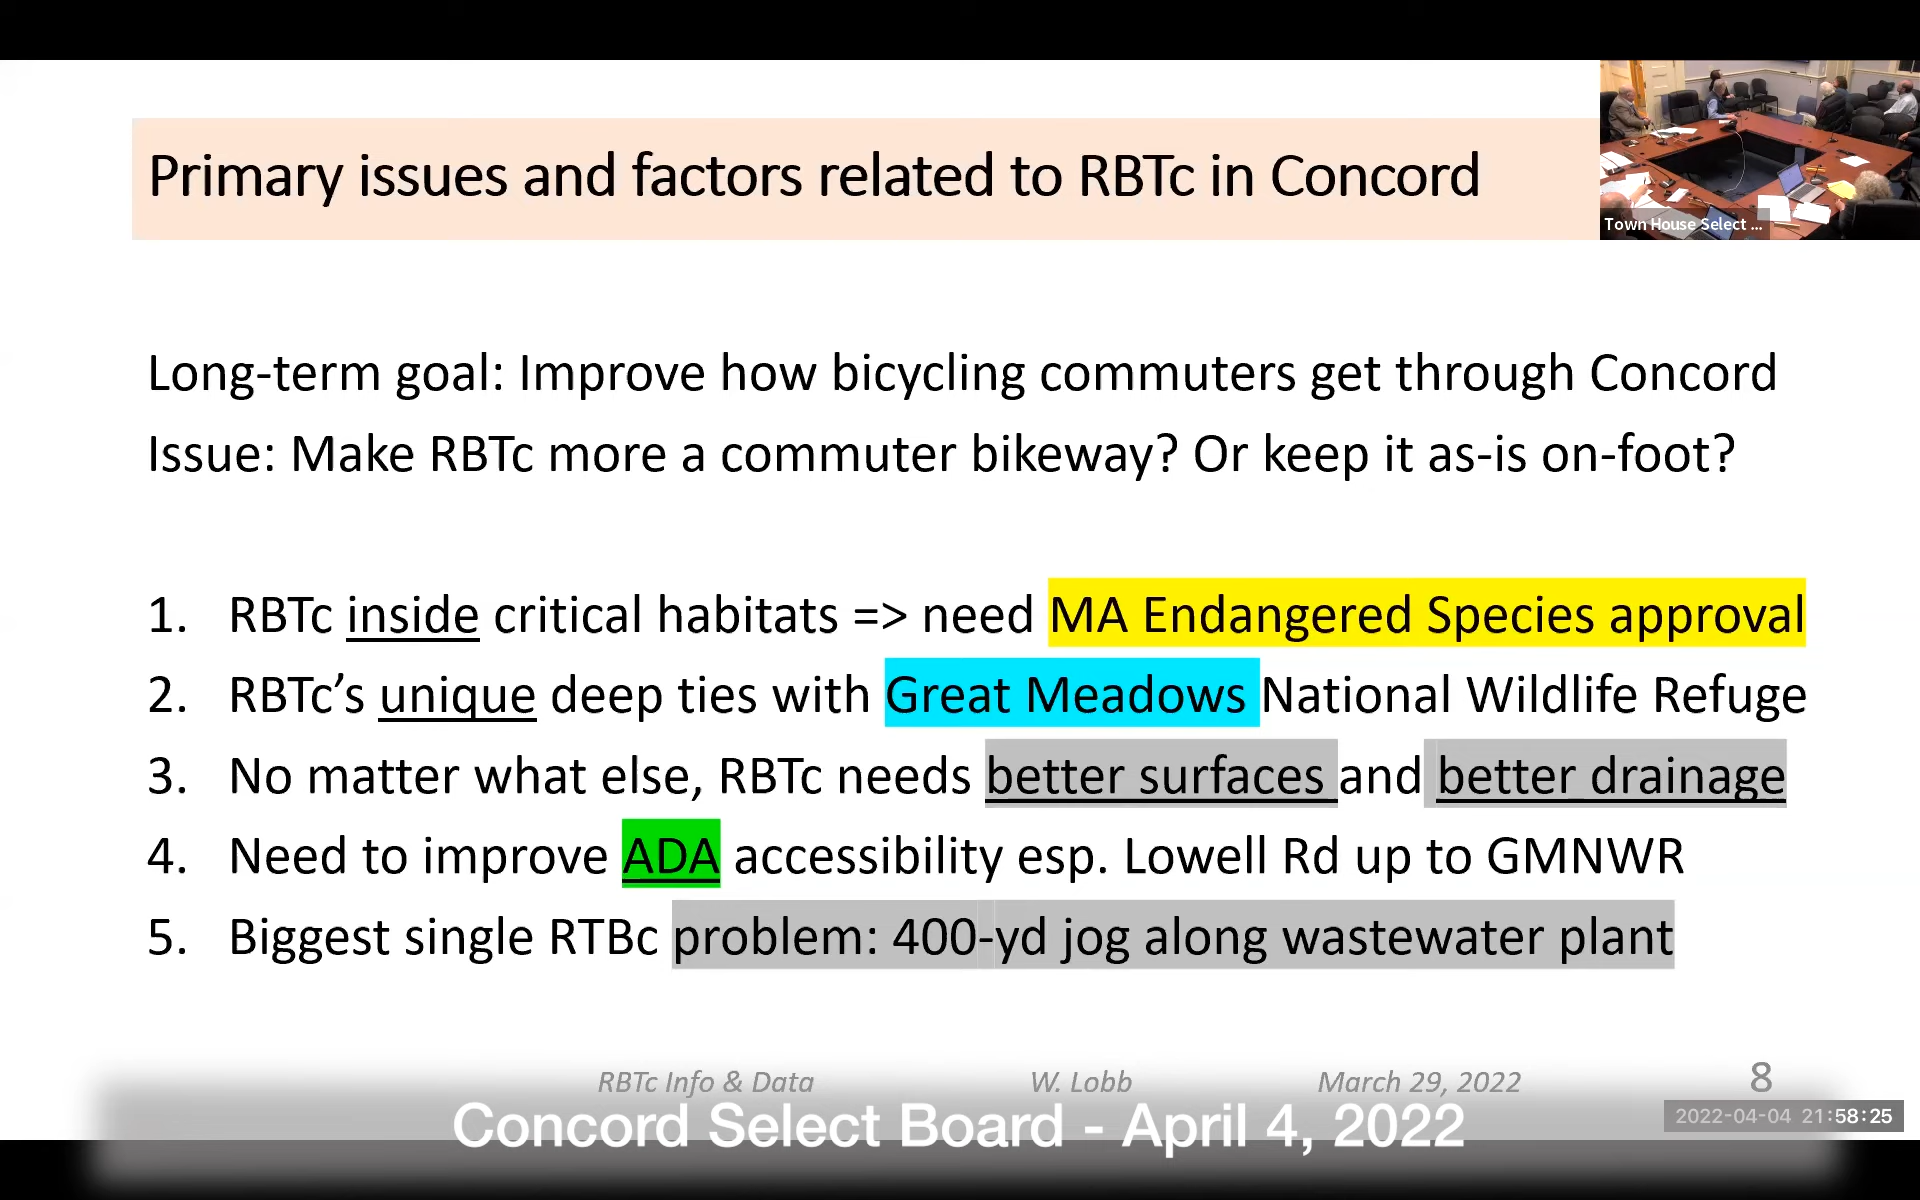 Primary issues and factors related to RBTc in Concord
Town House Select ...
Long-term goal: Improve how bicycling commuters get through Concord
Issue: Make RBTc more a commuter bikeway? Or keep it as-is on-foot?
1. RBTc inside critical habitats => need MA Endangered Species approval
2. RBTc’s unique deep ties with Great Meadows National Wildlife Refuge
3. No matter what else, RBTc needs better surfaces and better drainage
4. Need to improve ADA accessibility esp. Lowell Rd up to GMNWR
5. Biggest single RTBc problem: 400-yd jog along wastewater plant
RBTc Info & Data W. Lobb March 29, 2022 8
Concord Select Board - April 4, 2022
2022-04-04 21:58:25